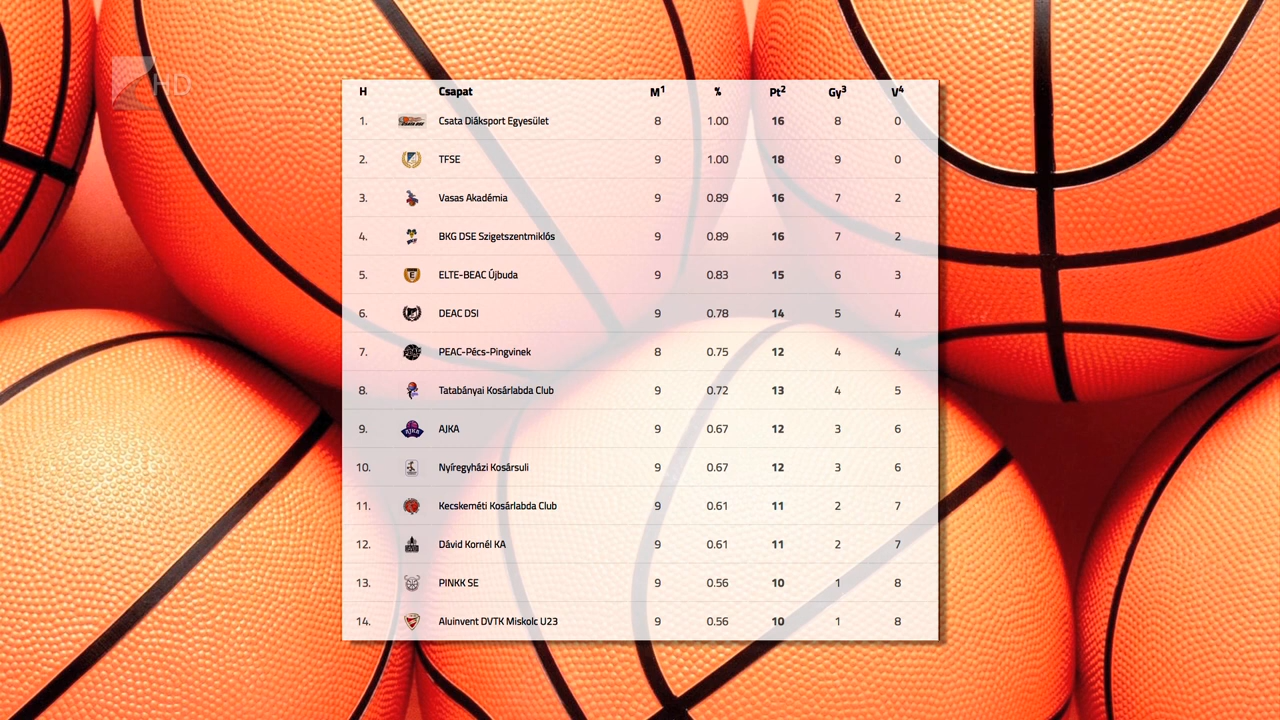 HD
H Csapat M1 % Pt2 Gy3 V4
1. Csata Diáksport Egyesület 8 1.00 16 8 0
2. TFSE 9 1.00 18 9 0
3. Vasas Akadémia 9 0.89 16 7 2
4. BKG DSE Szigetszentmiklós 9 0.89 16 7 2
5. ELTE-BEAC Újbuda 9 0.83 15 6 3
6. DEAC DSI 9 0.78 14 5 4
7. PEAC-Pécs-Pingvinek 8 0.75 12 4 4
8. Tatabányai Kosárlabda Club 9 0.72 13 4 5
9. AJKA AJKA 9 0.67 12 3 6
10. Nyíregyházi Kosársuli 9 0.67 12 3 6
11. Kecskeméti Kosárlabda Club 9 0.61 11 2 7
12. Dávid Kornél KA 9 0.61 11 2 7
13. PINKK SE 9 0.56 10 1 8
14. Aluinvent DVTK Miskolc U23 9 0.56 10 1 8